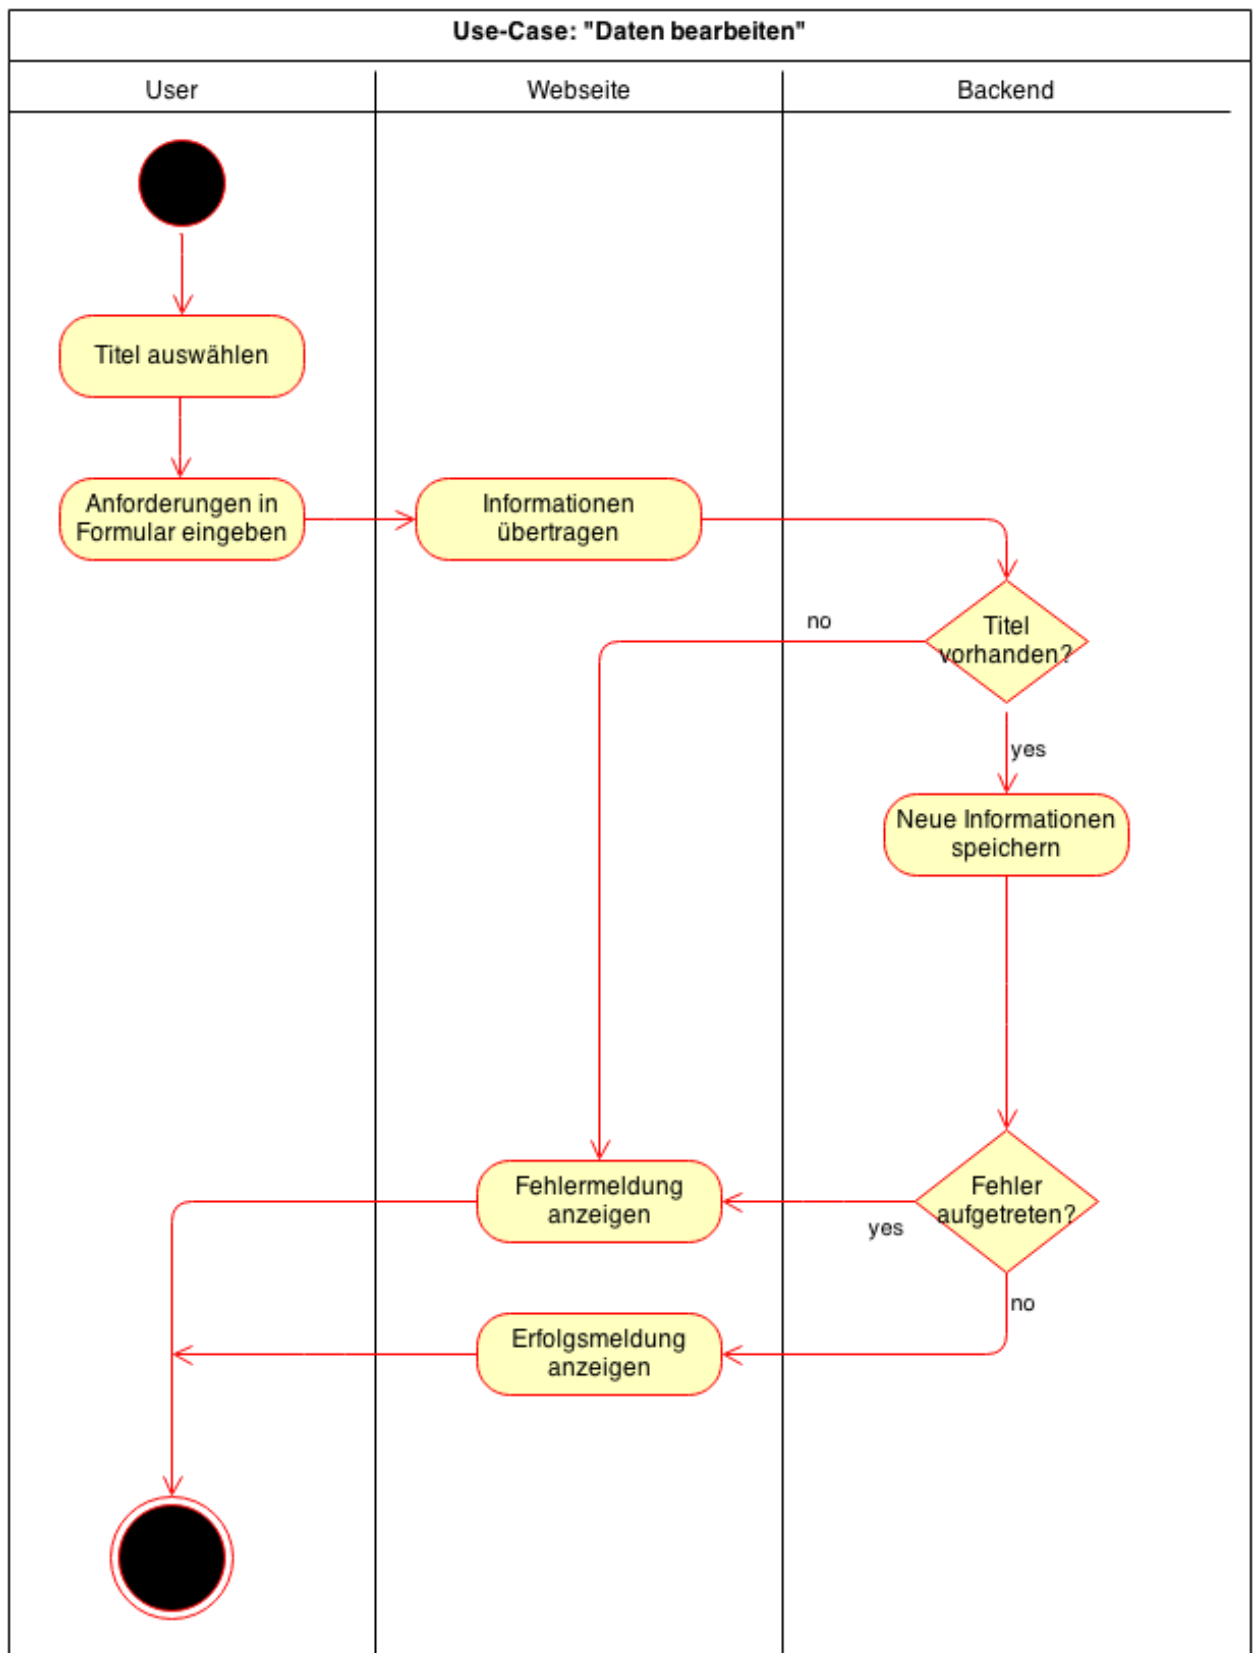 Use-Case: "Daten bearbeiten"
User
Webseite
Backend
Titel auswählen
Anforderungen in
Formular eingeben
Informationen
übertragen
Titel
vorhanden?
no
yes
Neue Informationen
speichern
Fehler
aufgetreten?
yes
Fehlermeldung
anzeigen
no
Erfolgsmeldung
anzeigen